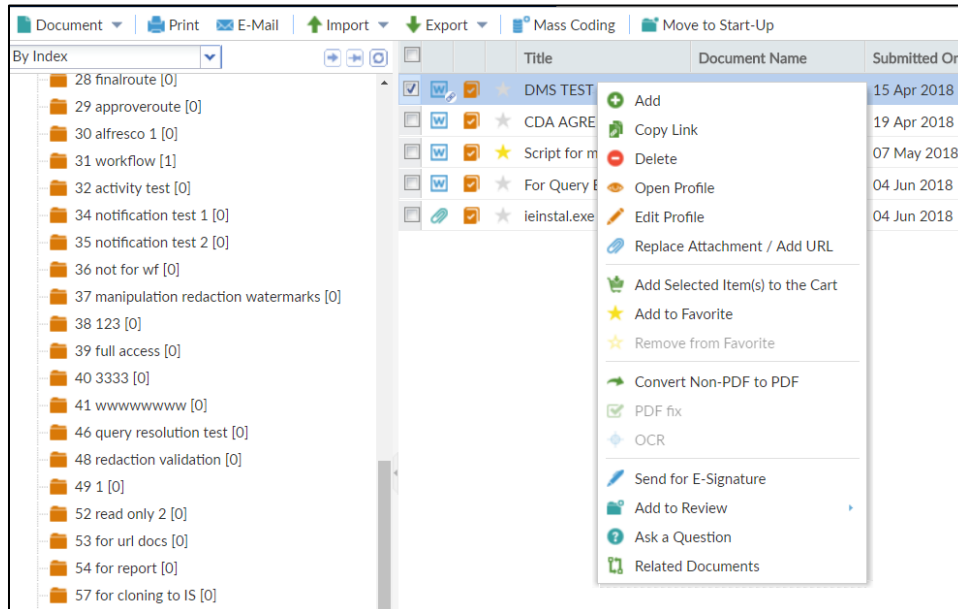 Document Print E-Mail Import Export Mass Coding Move to Start-Up
By Index
Title Document Name Submitted On
28 finalroute [0]
29 approveroute [0]
30 alfresco 1 [0]
31 workflow [1]
32 activity test [0]
34 notification test 1 [0]
35 notification test 2 [0]
36 not for wf [0]
37 manipulation redaction watermarks [0]
38 123 [0]
39 full access [0]
40 3333 [0]
41 wwwwwwww [0]
46 query resolution test [0]
48 redaction validation [0]
49 1 [0]
52 read only 2 [0]
53 for url docs [0]
54 for report [0]
57 for cloning to IS [0]
DMS TEST 15 Apr 2018
CDA AGRE 19 Apr 2018
Script for m 07 May 2018
For Query E 04 Jun 2018
ieinstal.exe 04 Jun 2018
Add
Copy Link
Delete
Open Profile
Edit Profile
Replace Attachment / Add URL
Add Selected Item(s) to the Cart
Add to Favorite
Remove from Favorite
Convert Non-PDF to PDF
PDF fix
OCR
Send for E-Signature
Add to Review
Ask a Question
Related Documents